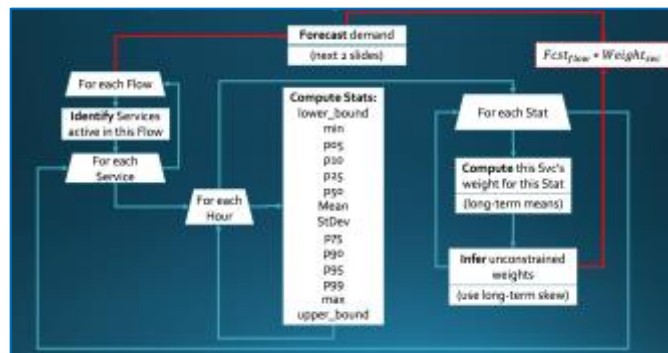 Forecast demand
(next 2 slides)
Fcst_flow * Weight_svc
For each Flow
Identify Services
active in this Flow
For each
Service
For each
Hour
Compute Stats:
lower_bound
min
p05
p10
p25
p50
Mean
StDev
p75
p90
p95
p99
max
upper_bound
For each Stat
Compute this Svc's
weight for this Stat
(long-term means)
Infer unconstrained
weights
(use long-term skew)